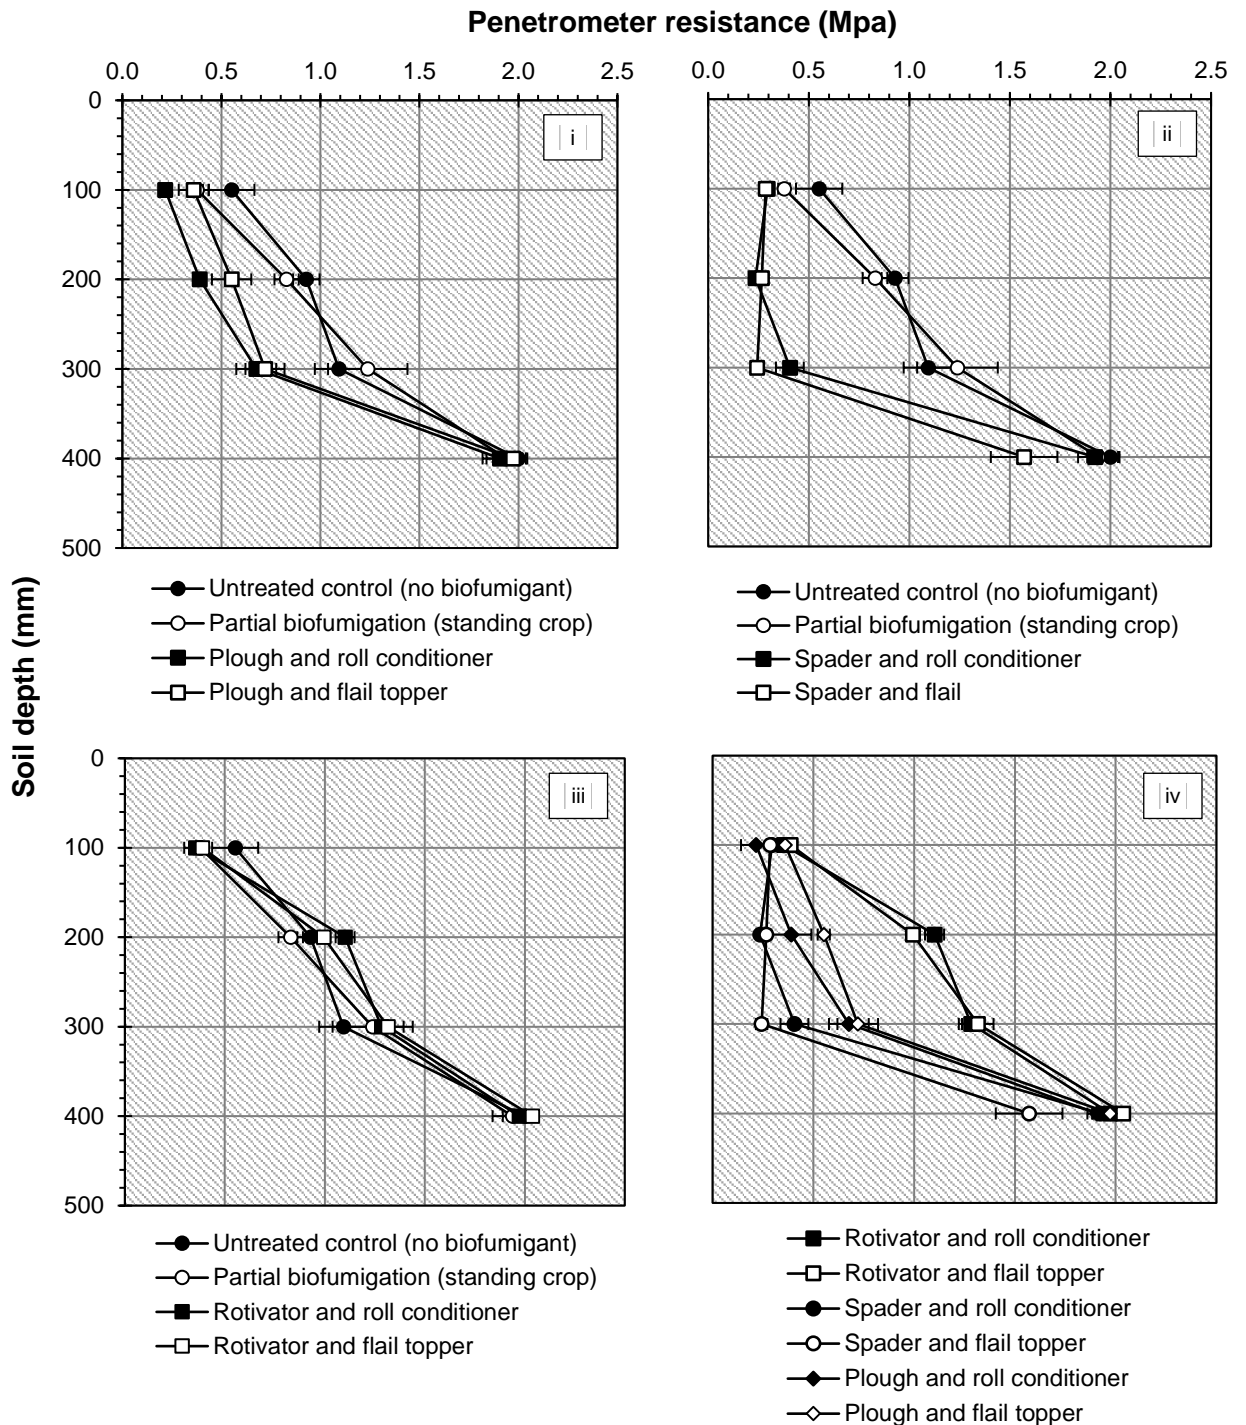 Penetrometer resistance (Mpa)
0.0 0.5 1.0 1.5 2.0 2.5
0.0 0.5 1.0 1.5 2.0 2.5
0
100
200
300
400
500
i
ii
Untreated control (no biofumigant)
Partial biofumigation (standing crop)
Plough and roll conditioner
Plough and flail topper
Untreated control (no biofumigant)
Partial biofumigation (standing crop)
Spader and roll conditioner
Spader and flail
Soil depth (mm)
0
100
200
300
400
500
iii
iv
Untreated control (no biofumigant)
Partial biofumigation (standing crop)
Rotivator and roll conditioner
Rotivator and flail topper
Rotivator and roll conditioner
Rotivator and flail topper
Spader and roll conditioner
Spader and flail topper
Plough and roll conditioner
Plough and flail topper